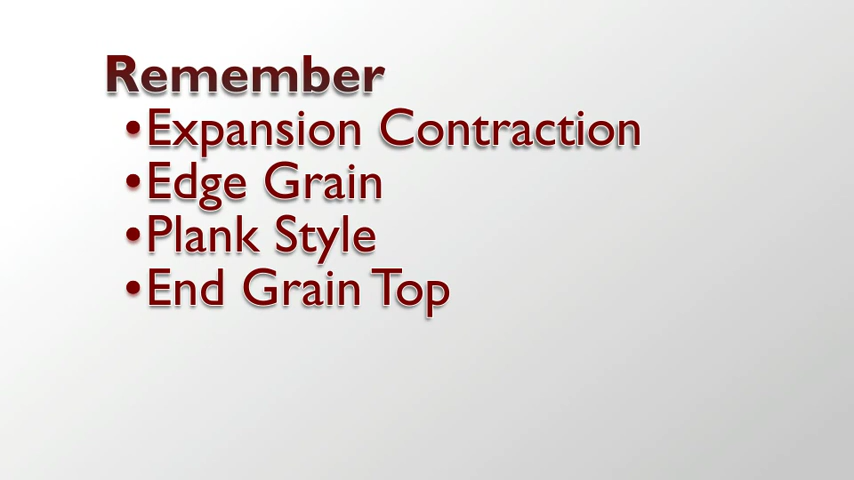 Remember
•Expansion Contraction
•Edge Grain
•Plank Style
•End Grain Top